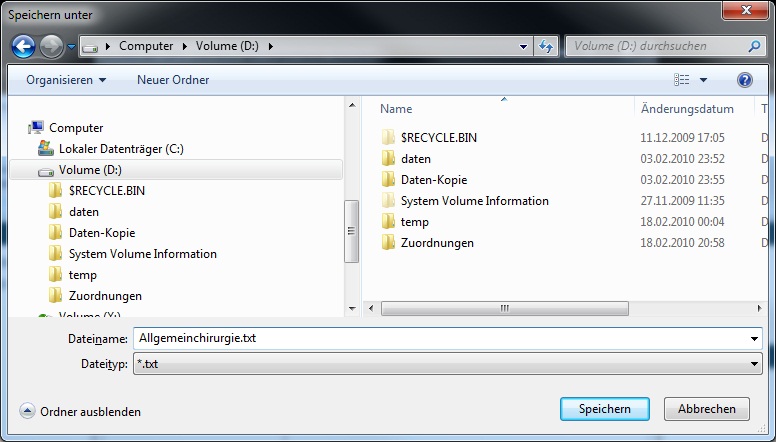 Speichern unter
Computer ▸ Volume (D:) ▸
Volume (D:) durchsuchen
Organisieren
Neuer Ordner
Computer
Lokaler Datenträger (C:)
Volume (D:)
$RECYCLE.BIN
daten
Daten-Kopie
System Volume Information
temp
Zuordnungen
Volume (Y:)
Name Änderungsdatum T
$RECYCLE.BIN 11.12.2009 17:05 D
daten 03.02.2010 23:52 D
Daten-Kopie 03.02.2010 23:55 D
System Volume Information 27.11.2009 11:35 D
temp 18.02.2010 00:04 D
Zuordnungen 18.02.2010 20:58 D
Dateiname: Allgemeinchirurgie.txt
Dateityp: *.txt
Ordner ausblenden
Speichern
Abbrechen